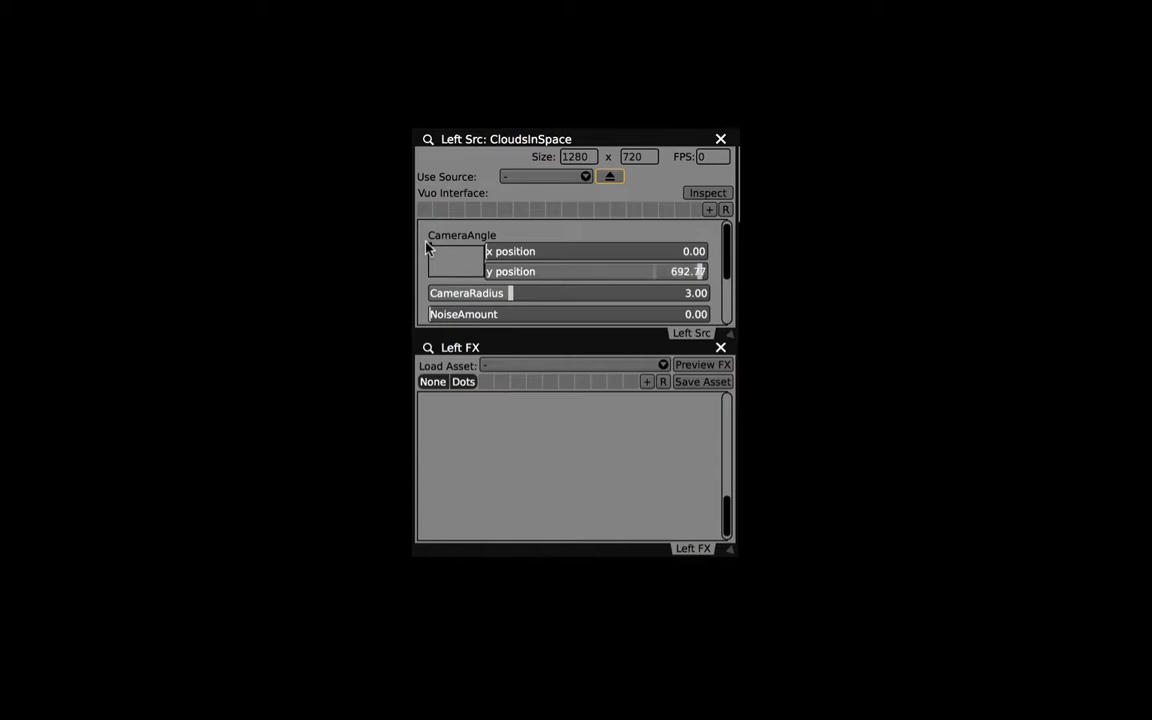 Left Src: CloudsInSpace
Size: 1280 x 720 FPS: 0
Use Source: -
Vuo Interface: Inspect
+ R
CameraAngle
x position 0.00
y position 692.77
CameraRadius 3.00
NoiseAmount 0.00
Left Src
Left FX
Load Asset: - Preview FX
None Dots + R Save Asset
Left FX